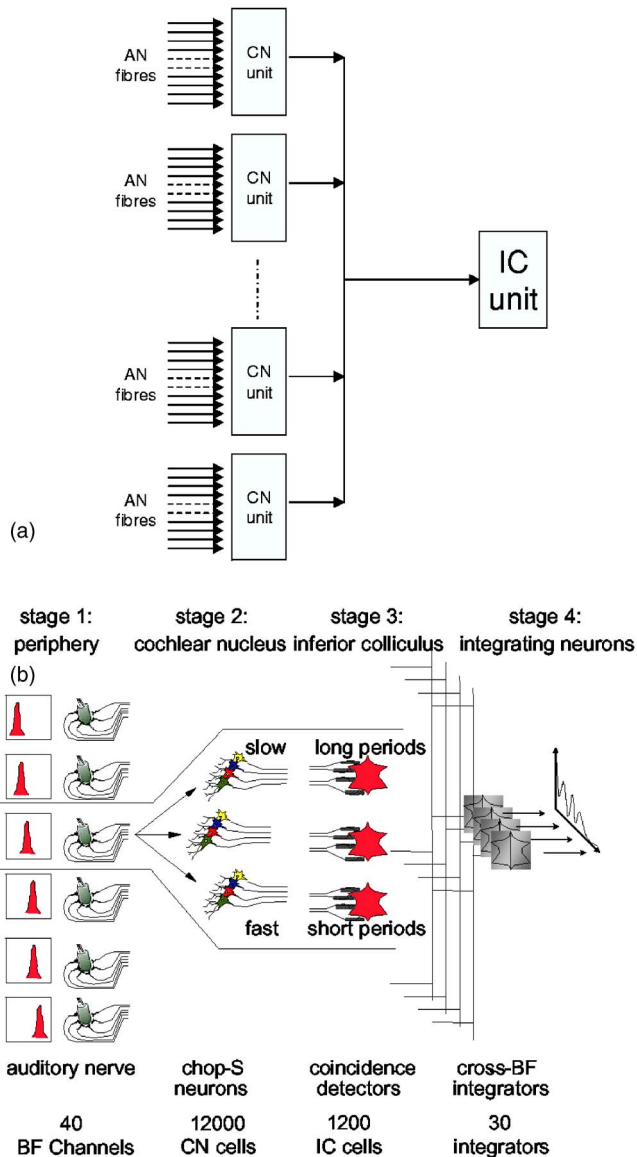 AN
fibres
CN
unit
AN
fibres
CN
unit
IC
unit
AN
fibres
CN
unit
AN
fibres
CN
unit
(a)
stage 1:
periphery
stage 2:
cochlear nucleus
stage 3:
inferior colliculus
stage 4:
integrating neurons
(b)
slow
long periods
fast
short periods
auditory nerve
chop-S
neurons
coincidence
detectors
cross-BF
integrators
40
BF Channels
12000
CN cells
1200
IC cells
30
integrators